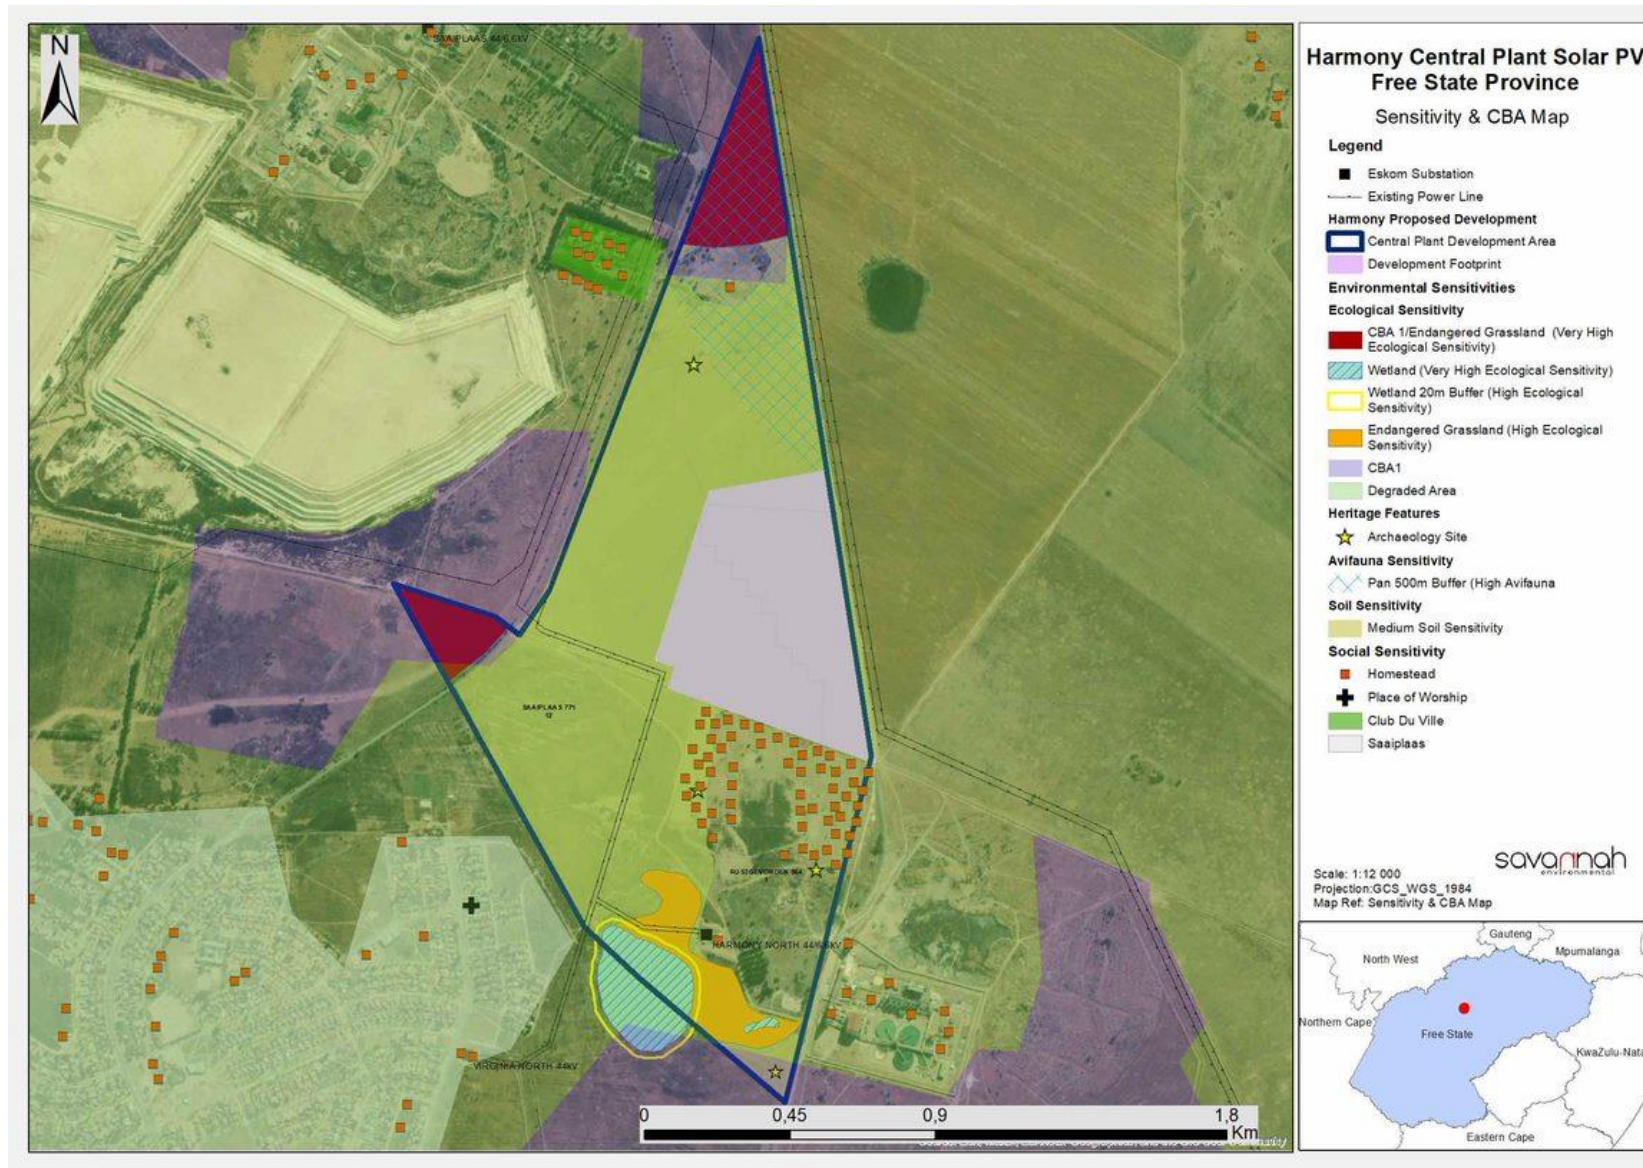 N
SAAIPLAAS 44/6.6kV
SAAIPLAAS 771
HARMONY NORTH 44/6.6kV
VIRGINIA NORTH 44kV
0 0,45 0,9 1,8
Km
Harmony Central Plant Solar PV
Free State Province
Sensitivity & CBA Map
Legend
Eskom Substation
Existing Power Line
Harmony Proposed Development
Central Plant Development Area
Development Footprint
Environmental Sensitivities
Ecological Sensitivity
CBA 1/Endangered Grassland (Very High
Ecological Sensitivity)
Wetland (Very High Ecological Sensitivity)
Wetland 20m Buffer (High Ecological
Sensitivity)
Endangered Grassland (High Ecological
Sensitivity)
CBA1
Degraded Area
Heritage Features
Archaeology Site
Avifauna Sensitivity
Pan 500m Buffer (High Avifauna
Soil Sensitivity
Medium Soil Sensitivity
Social Sensitivity
Homestead
Place of Worship
Club Du Ville
Saaiplaas
savannah
environmental
Scale: 1:12 000
Projection:GCS_WGS_1984
Map Ref: Sensitivity & CBA Map
Gauteng
North West
Mpumalanga
Northern Cape
Free State
KwaZulu-Nata
Eastern Cape